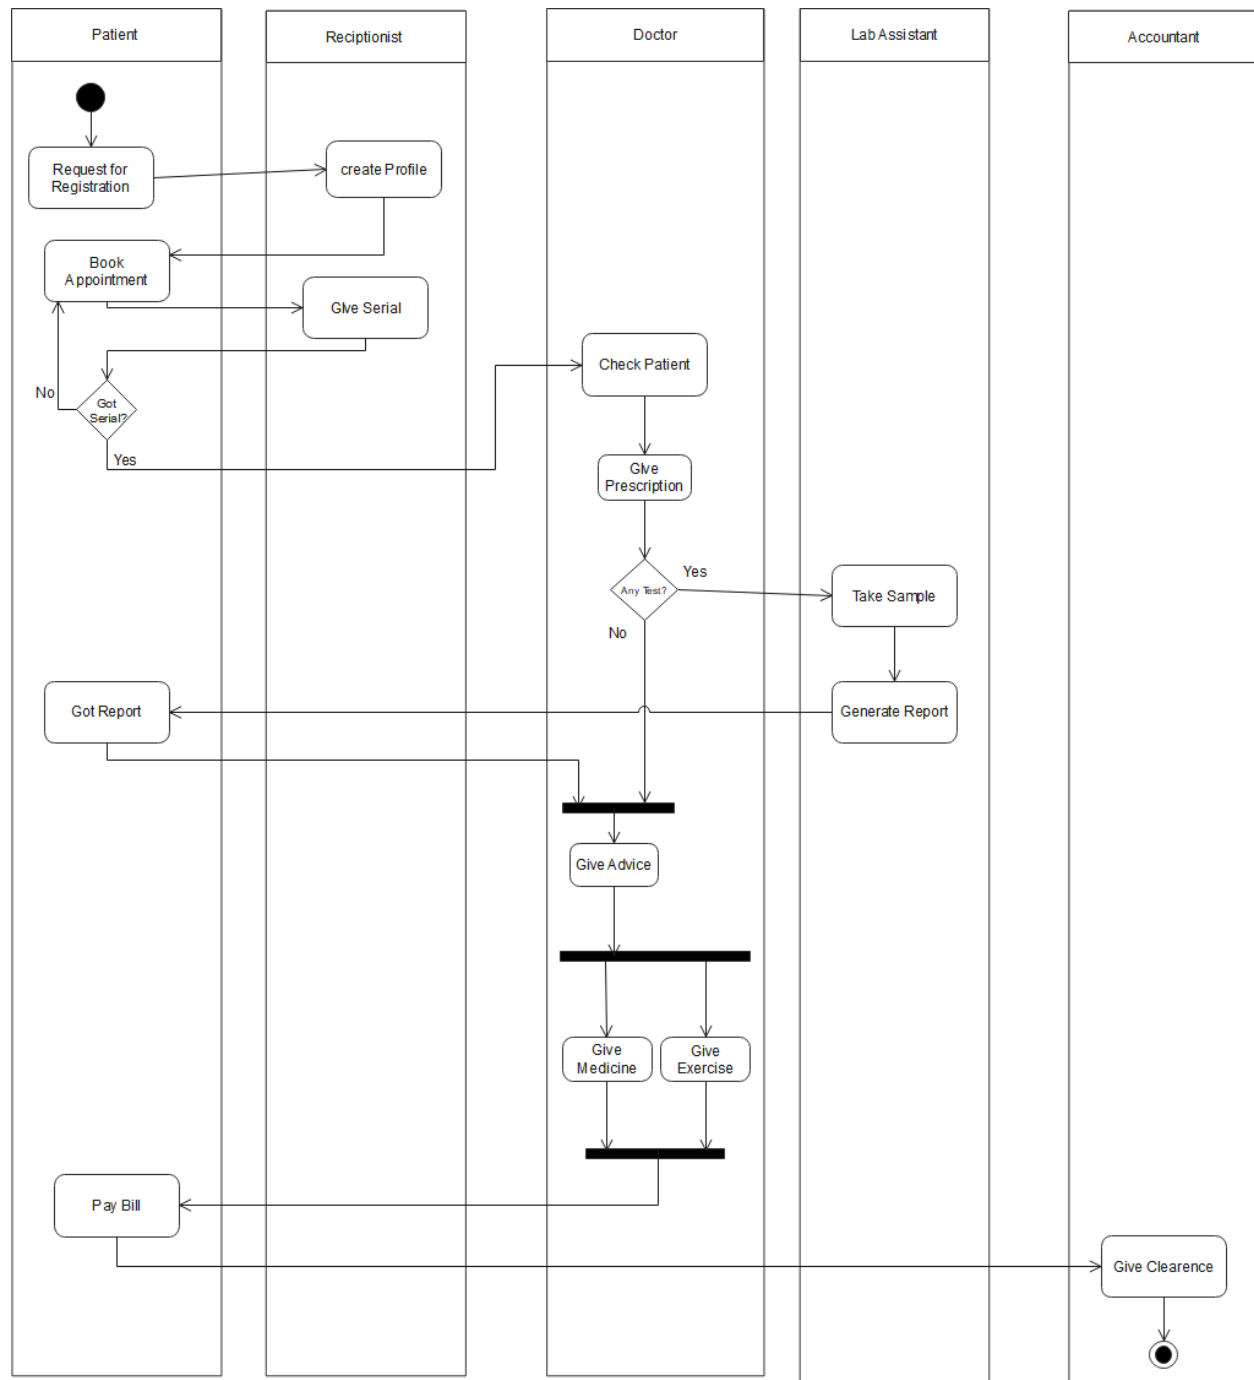 Patient
Reciptionist
Doctor
Lab Assistant
Accountant
Request for
Registration
create Profile
Book
Appointment
GIve Serial
Check Patient
No
Got
Serial?
Yes
GIve
Prescription
Any Test?
Yes
Take Sample
No
Got Report
Generate Report
Give Advice
Give
Medicine
Give
Exercise
Pay Bill
Give Clearence